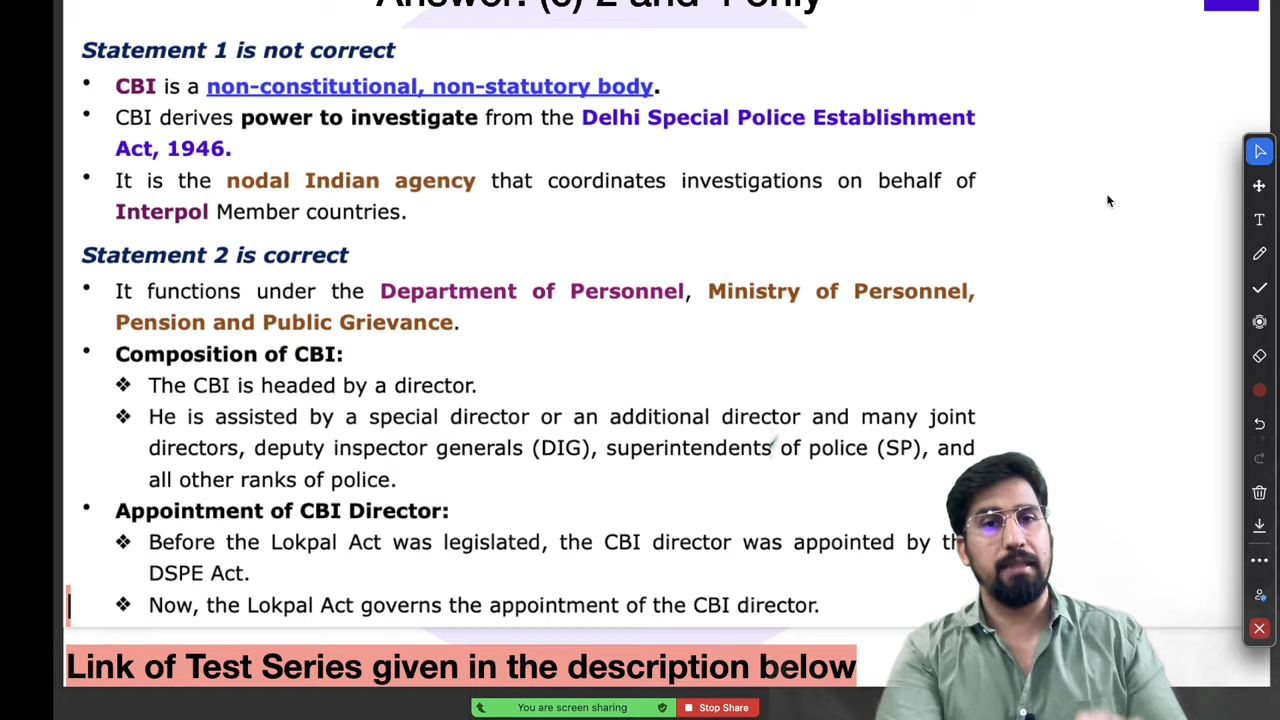 Answer: (c) 2 and 4 only
Statement 1 is not correct
• CBI is a non-constitutional, non-statutory body.
• CBI derives power to investigate from the Delhi Special Police Establishment
Act, 1946.
• It is the nodal Indian agency that coordinates investigations on behalf of
Interpol Member countries.
Statement 2 is correct
• It functions under the Department of Personnel, Ministry of Personnel,
Pension and Public Grievance.
• Composition of CBI:
❖ The CBI is headed by a director.
❖ He is assisted by a special director or an additional director and many joint
directors, deputy inspector generals (DIG), superintendents of police (SP), and
all other ranks of police.
• Appointment of CBI Director:
❖ Before the Lokpal Act was legislated, the CBI director was appointed by
DSPE Act.
❖ Now, the Lokpal Act governs the appointment of the CBI director.
Link of Test Series given in the description below
You are screen sharing
Stop Share